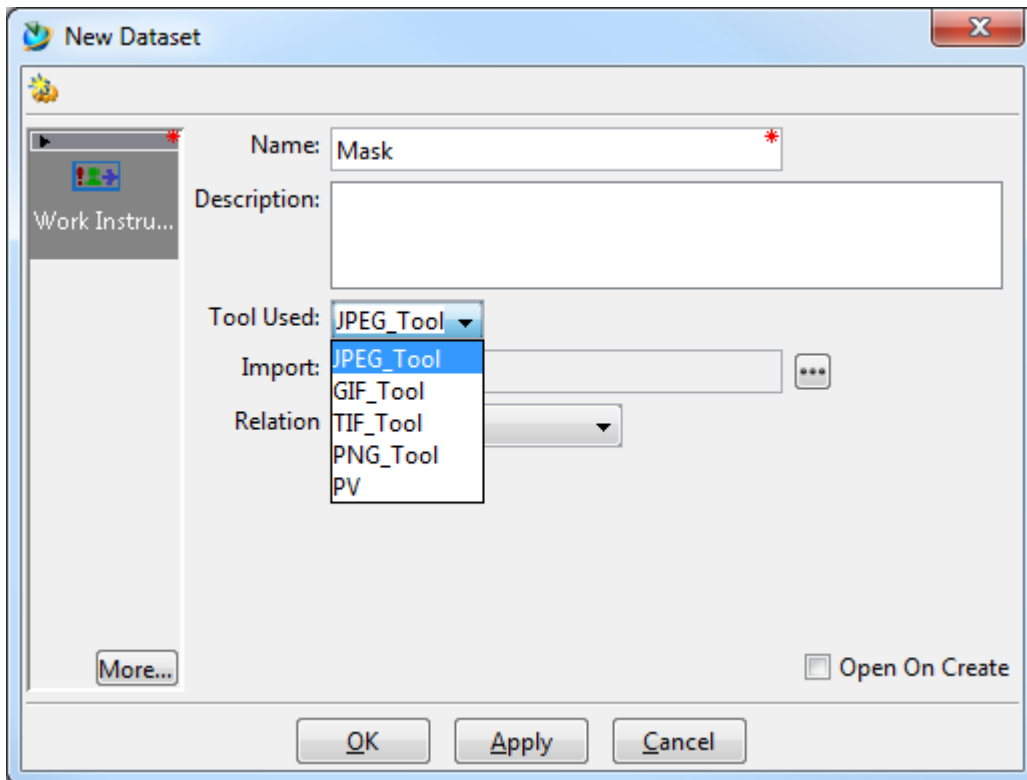 New Dataset
Name: Mask *
Work Instru...
Description:
Tool Used: JPEG_Tool
JPEG_Tool
Import:
GIF_Tool
Relation
TIF_Tool
PNG_Tool
PV
More...
Open On Create
OK Apply Cancel